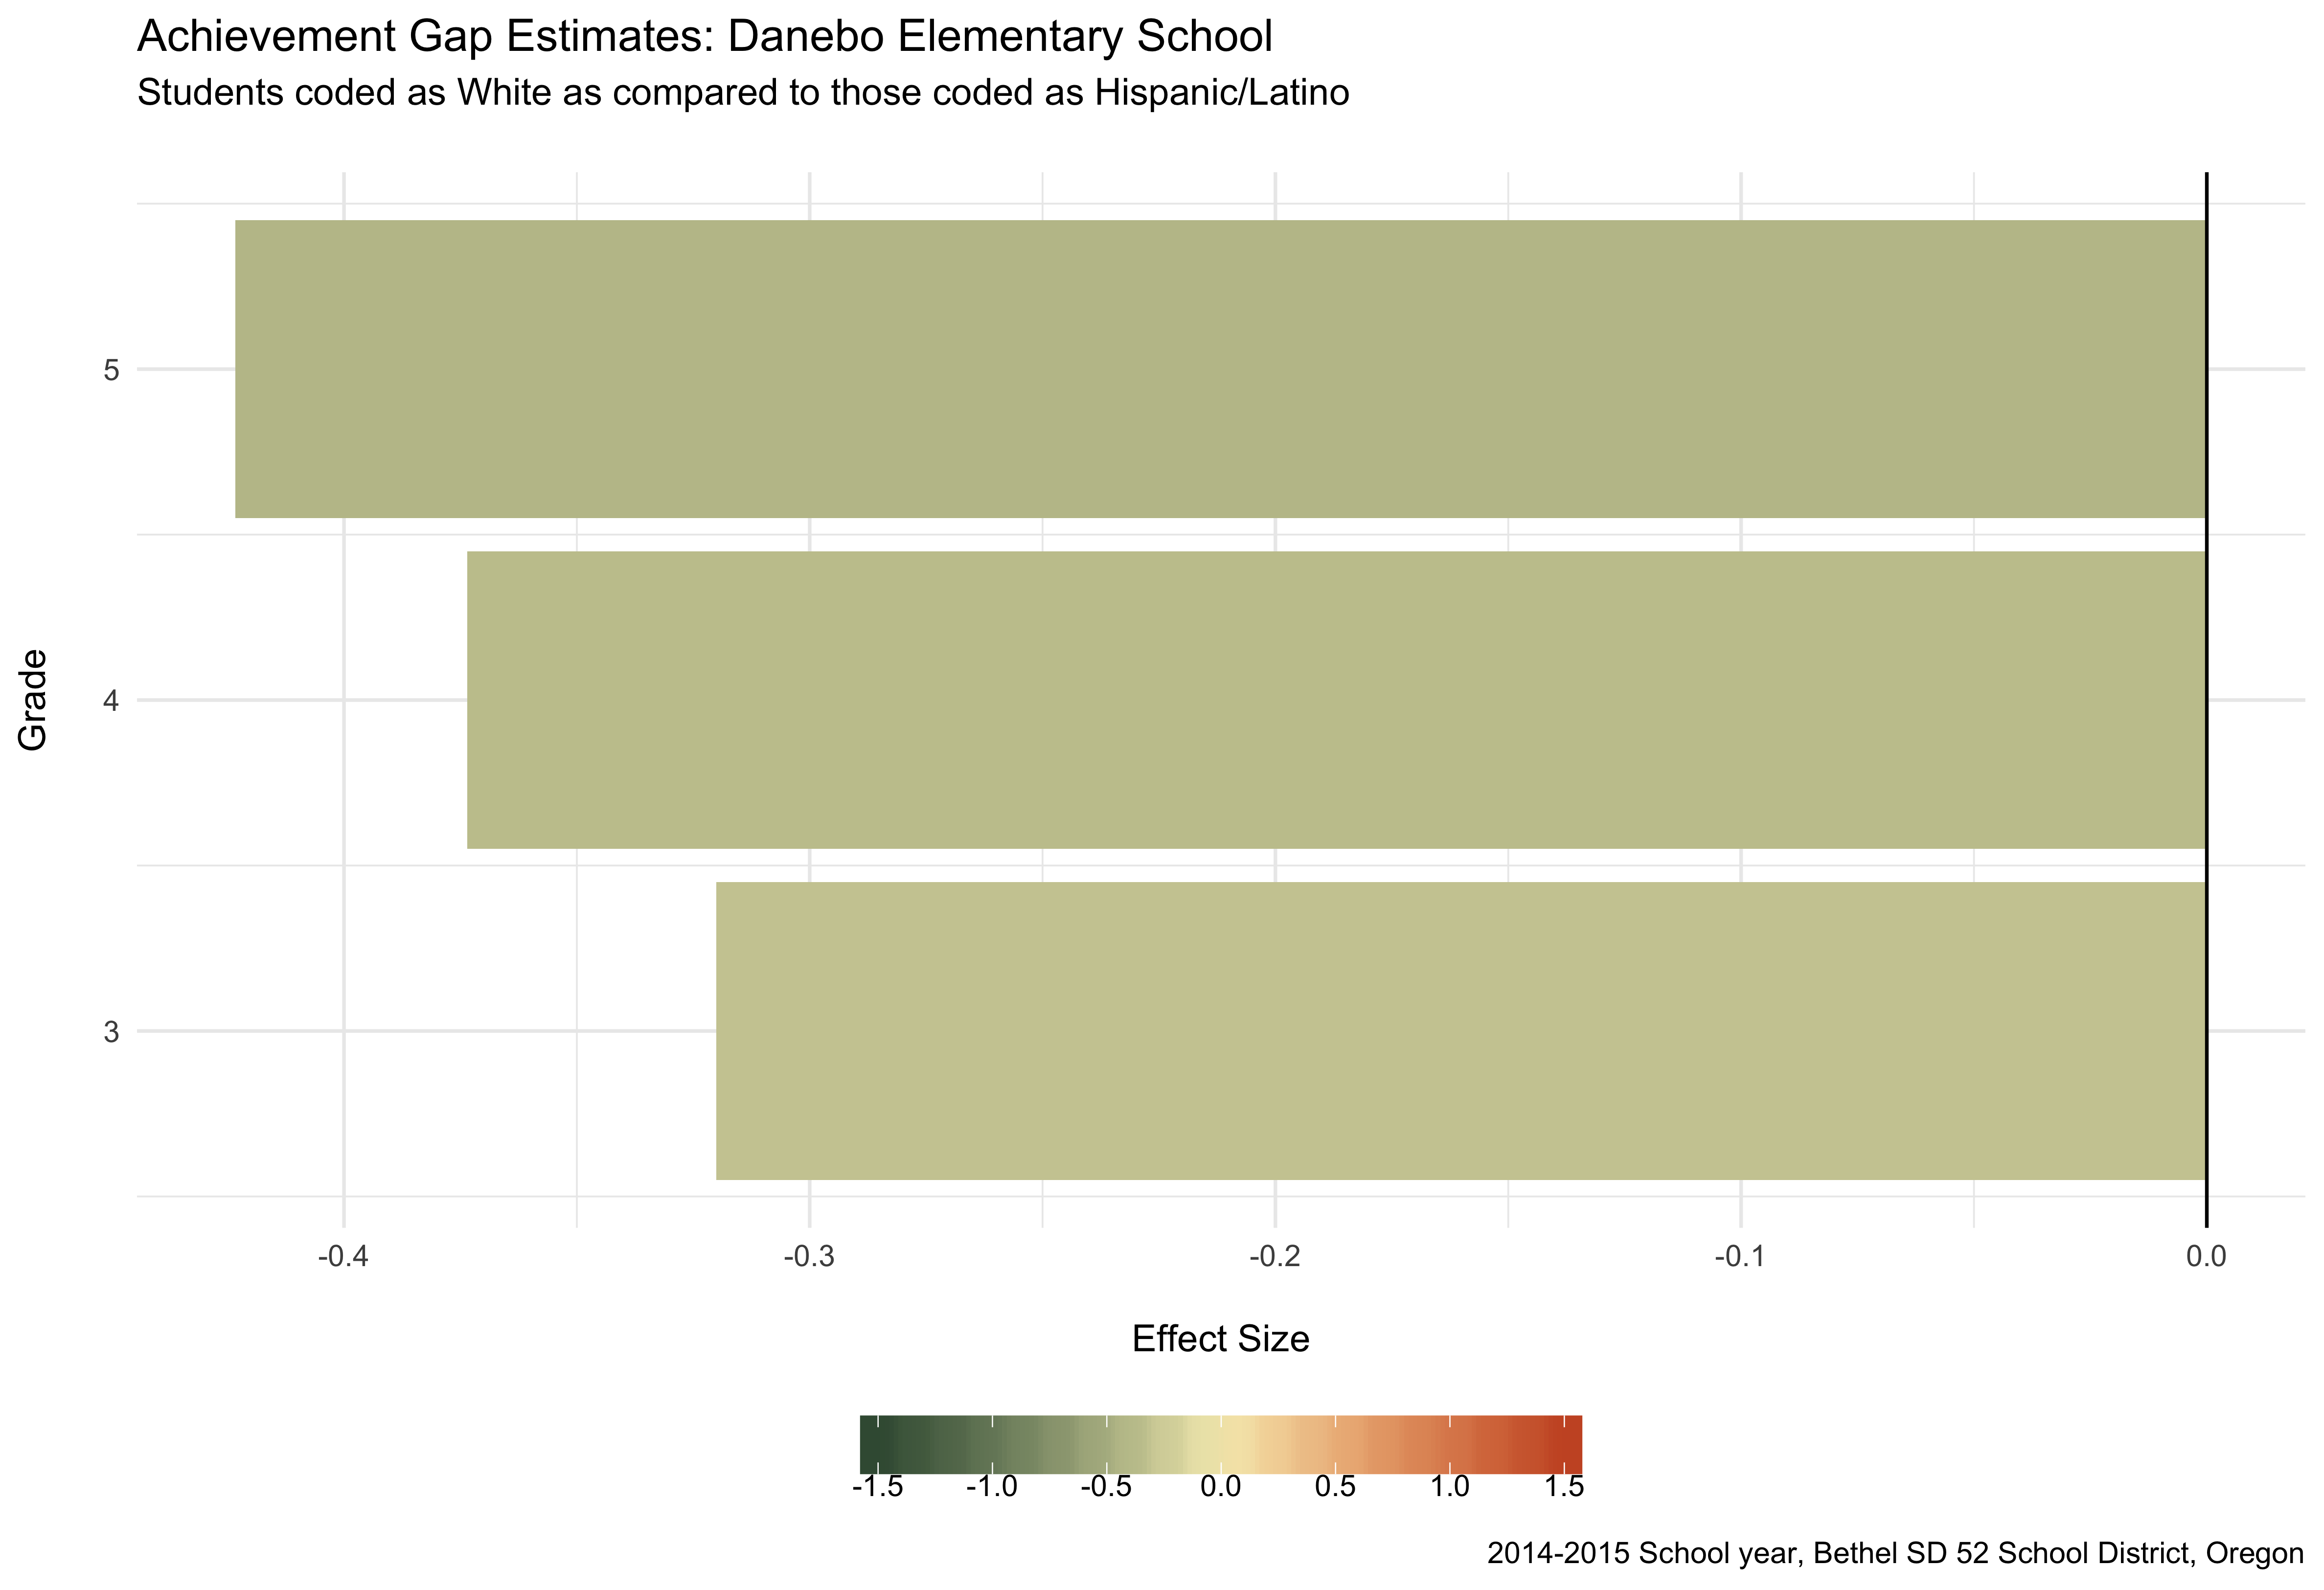 Achievement Gap Estimates: Danebo Elementary School
Students coded as White as compared to those coded as Hispanic/Latino
5
4
3
Grade
-0.4 -0.3 -0.2 -0.1 0.0
Effect Size
-1.5 -1.0 -0.5 0.0 0.5 1.0 1.5
2014-2015 School year, Bethel SD 52 School District, Oregon